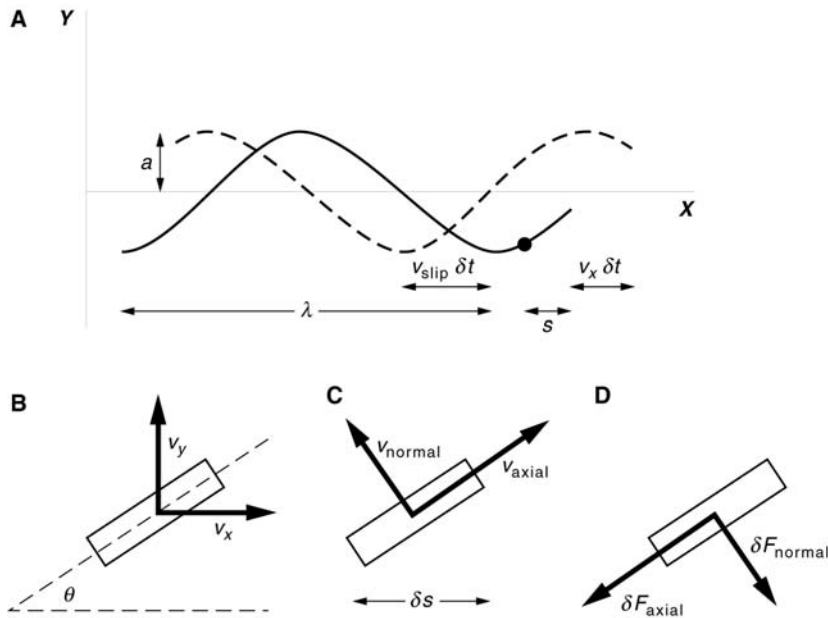 A
Y
a
X
v_slip δt
v_x δt
λ
s
B
v_y
v_x
θ
C
v_normal
v_axial
δs
D
δF_normal
δF_axial